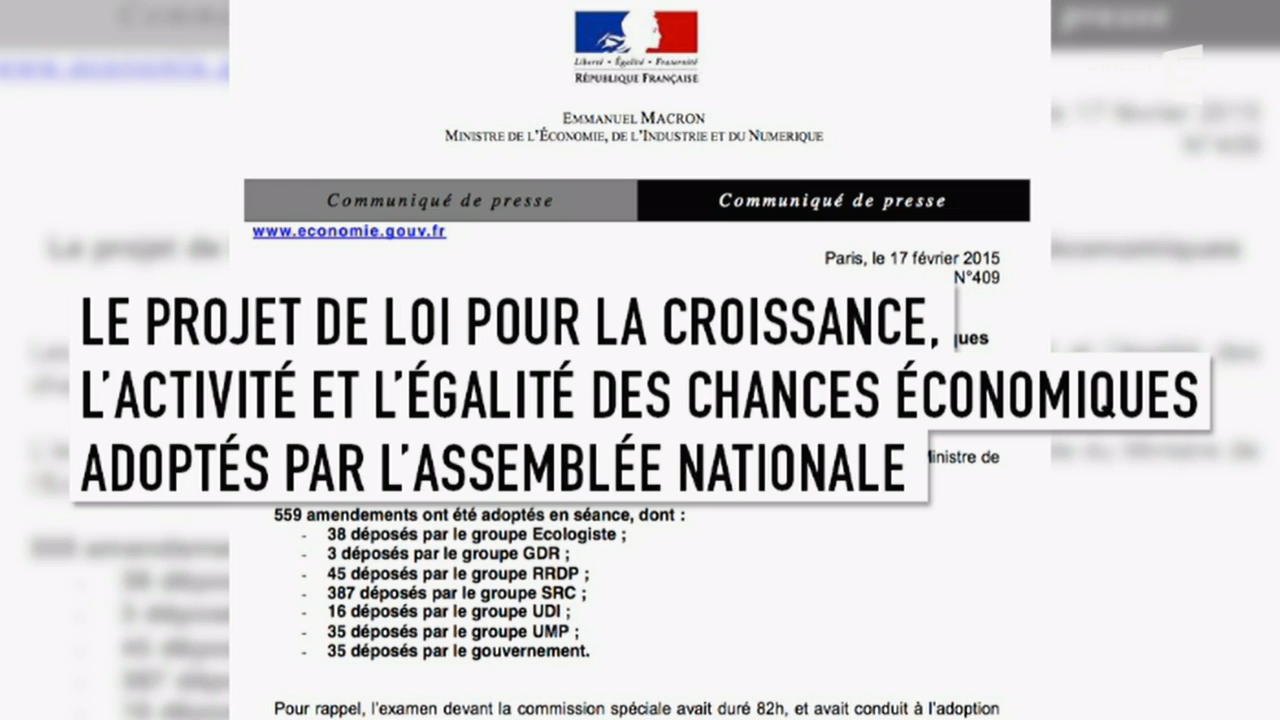 Liberté • Égalité • Fraternité
RÉPUBLIQUE FRANÇAISE
EMMANUEL MACRON
MINISTRE DE L'ÉCONOMIE, DE L'INDUSTRIE ET DU NUMERIQUE
Communiqué de presse
Communiqué de presse
www.economie.gouv.fr
Paris, le 17 février 2015
N°409
LE PROJET DE LOI POUR LA CROISSANCE,
L'ACTIVITÉ ET L'ÉGALITÉ DES CHANCES ÉCONOMIQUES
ADOPTÉS PAR L'ASSEMBLÉE NATIONALE
Ministre de
559 amendements ont été adoptés en séance, dont :
- 38 déposés par le groupe Ecologiste ;
- 3 déposés par le groupe GDR ;
- 45 déposés par le groupe RRDP ;
- 387 déposés par le groupe SRC ;
- 16 déposés par le groupe UDI ;
- 35 déposés par le groupe UMP ;
- 35 déposés par le gouvernement.
Pour rappel, l'examen devant la commission spéciale avait duré 82h, et avait conduit à l'adoption